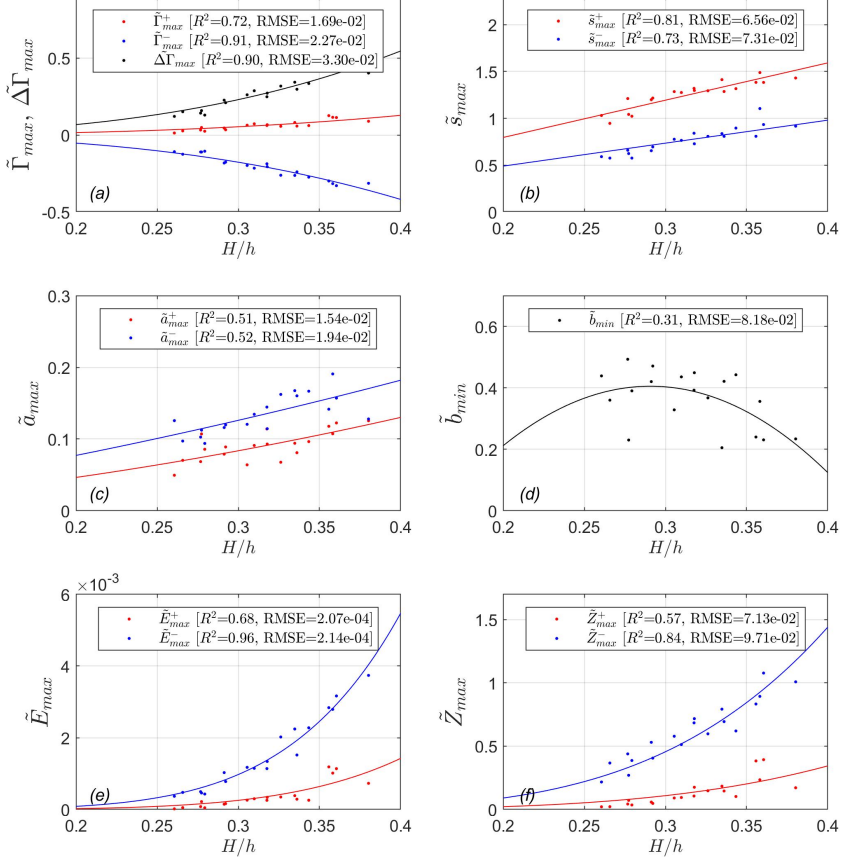 Γ̃⁺max [R²=0.72, RMSE=1.69e-02]
Γ̃⁻max [R²=0.91, RMSE=2.27e-02]
Δ̃Γmax [R²=0.90, RMSE=3.30e-02]
0.5
0
-0.5
Γ̃max, Δ̃Γmax
(a)
0.2 0.25 0.3 0.35 0.4
H/h
s̃⁺max [R²=0.81, RMSE=6.56e-02]
s̃⁻max [R²=0.73, RMSE=7.31e-02]
2
1.5
1
0.5
0
s̃max
(b)
0.2 0.25 0.3 0.35 0.4
H/h
ã⁺max [R²=0.51, RMSE=1.54e-02]
ã⁻max [R²=0.52, RMSE=1.94e-02]
0.3
0.2
0.1
0
ãmax
(c)
0.2 0.25 0.3 0.35 0.4
H/h
b̃min [R²=0.31, RMSE=8.18e-02]
0.6
0.4
0.2
0
b̃min
(d)
0.2 0.25 0.3 0.35 0.4
H/h
×10⁻³
Ẽ⁺max [R²=0.68, RMSE=2.07e-04]
Ẽ⁻max [R²=0.96, RMSE=2.14e-04]
6
4
2
0
Ẽmax
(e)
0.2 0.25 0.3 0.35 0.4
H/h
Z̃⁺max [R²=0.57, RMSE=7.13e-02]
Z̃⁻max [R²=0.84, RMSE=9.71e-02]
1.5
1
0.5
0
Z̃max
(f)
0.2 0.25 0.3 0.35 0.4
H/h